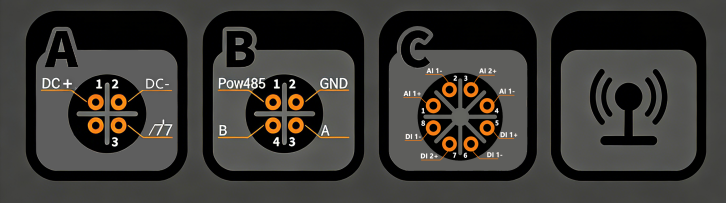 A
DC+ 1 2 DC-
3
B
Pow485 1 2 GND
B 4 3 A
C
AI 1- 2 3 AI 2+
AI 1+ AI 1-
1 4
8 5
DI 1- DI 1+
DI 2+ 7 6 DI 1-